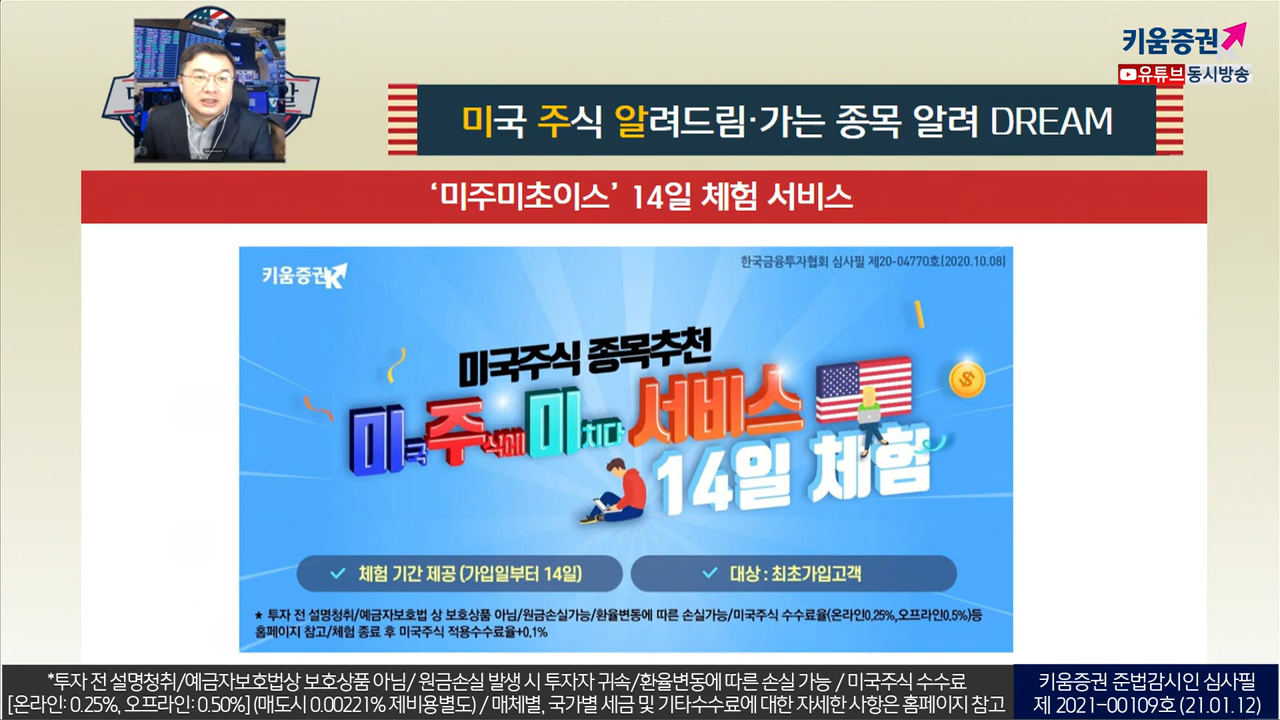 키움증권
유튜브 동시방송
미국 주식 알려드림·가는 종목 알려 DREAM
‘미주미초이스’ 14일 체험 서비스
키움증권
한국금융투자협회 심사필 제20-04770호(2020.10.08)
미국주식 종목추천
미국주식에미치다 서비스
14일 체험
체험 기간 제공 (가입일부터 14일)
대상 : 최초가입고객
★ 투자 전 설명청취/예금자보호법 상 보호상품 아님/원금손실가능/환율변동에 따른 손실가능/미국주식 수수료율(온라인0.25%,오프라인0.5%)등
홈페이지 참고/체험 종료 후 미국주식 적용수수료율+0.1%
*투자 전 설명청취/예금자보호법상 보호상품 아님/ 원금손실 발생 시 투자자 귀속/환율변동에 따른 손실 가능 / 미국주식 수수료
[온라인: 0.25%, 오프라인: 0.50%] (매도시 0.00221% 제비용별도) / 매체별, 국가별 세금 및 기타수수료에 대한 자세한 사항은 홈페이지 참고
키움증권 준법감시인 심사필
제 2021-00109호 (21.01.12)